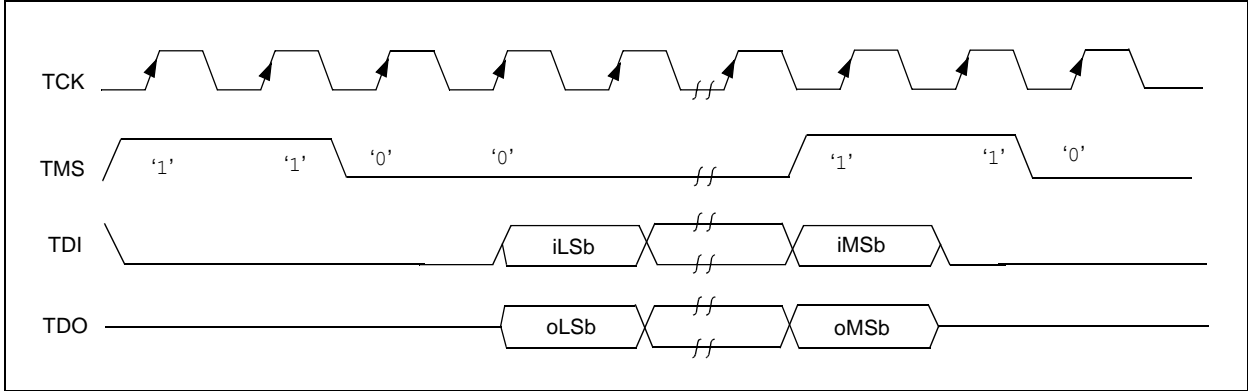 TCK
TMS ‘1’ ‘1’ ‘0’ ‘0’ ‘1’ ‘1’ ‘0’
TDI iLSb iMSb
TDO oLSb oMSb